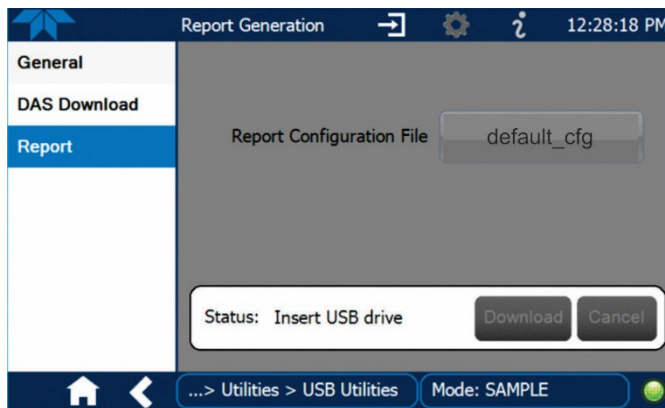 Report Generation 12:28:18 PM
General
DAS Download
Report
Report Configuration File default_cfg
Status: Insert USB drive Download Cancel
...> Utilities > USB Utilities Mode: SAMPLE